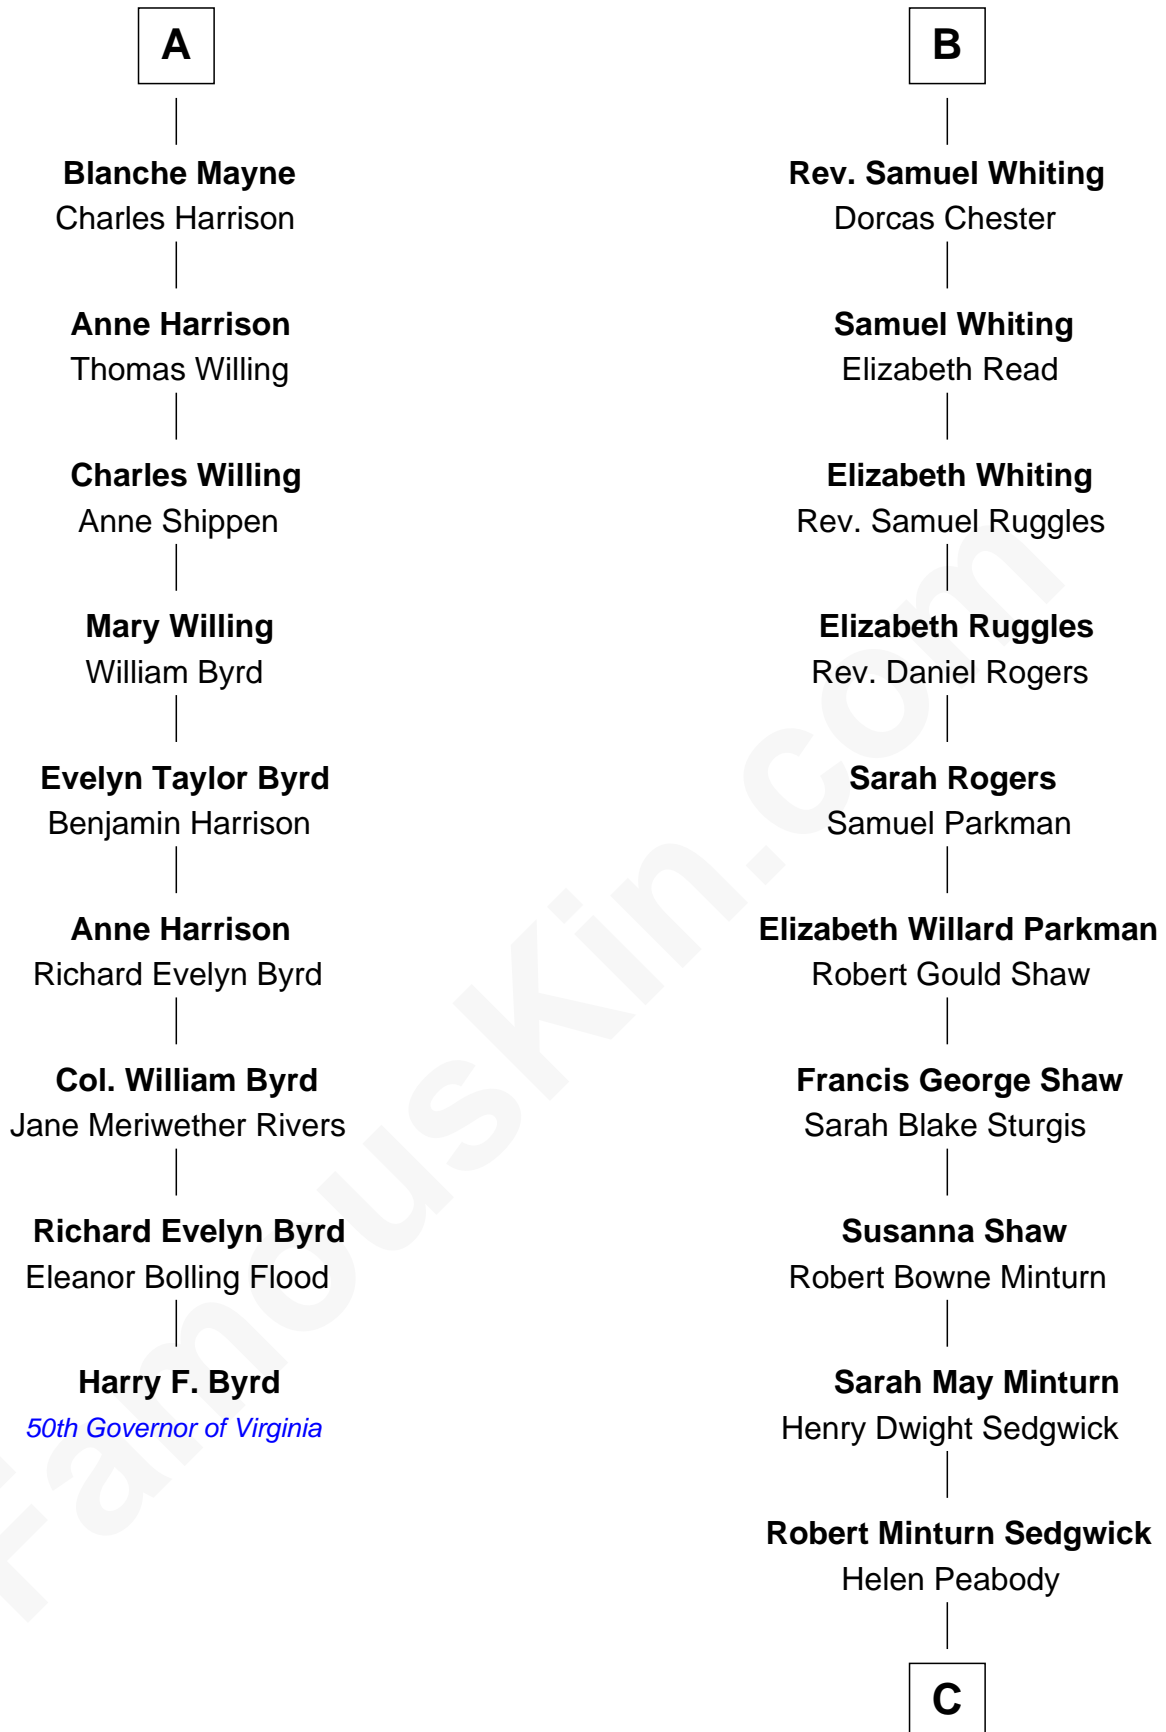 A
Blanche Mayne
Charles Harrison
Anne Harrison
Thomas Willing
Charles Willing
Anne Shippen
Mary Willing
William Byrd
Evelyn Taylor Byrd
Benjamin Harrison
Anne Harrison
Richard Evelyn Byrd
Col. William Byrd
Jane Meriwether Rivers
Richard Evelyn Byrd
Eleanor Bolling Flood
Harry F. Byrd
50th Governor of Virginia
B
Rev. Samuel Whiting
Dorcas Chester
Samuel Whiting
Elizabeth Read
Elizabeth Whiting
Rev. Samuel Ruggles
Elizabeth Ruggles
Rev. Daniel Rogers
Sarah Rogers
Samuel Parkman
Elizabeth Willard Parkman
Robert Gould Shaw
Francis George Shaw
Sarah Blake Sturgis
Susanna Shaw
Robert Bowne Minturn
Sarah May Minturn
Henry Dwight Sedgwick
Robert Minturn Sedgwick
Helen Peabody
C
FamousKin.com